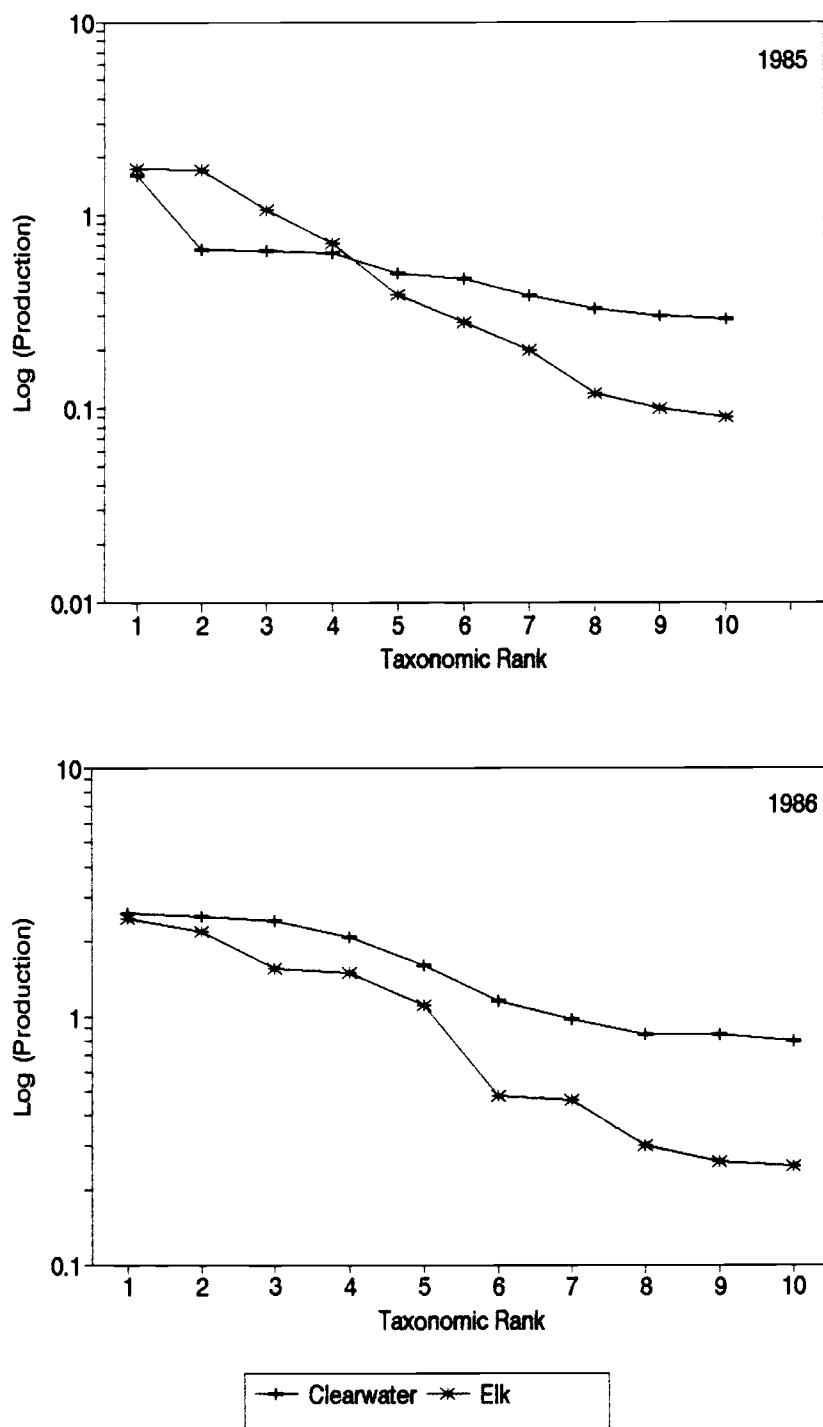 10
1985
1
0.1
0.01
Log (Production)
1 2 3 4 5 6 7 8 9 10
Taxonomic Rank
10
1986
1
0.1
Log (Production)
1 2 3 4 5 6 7 8 9 10
Taxonomic Rank
Clearwater Elk